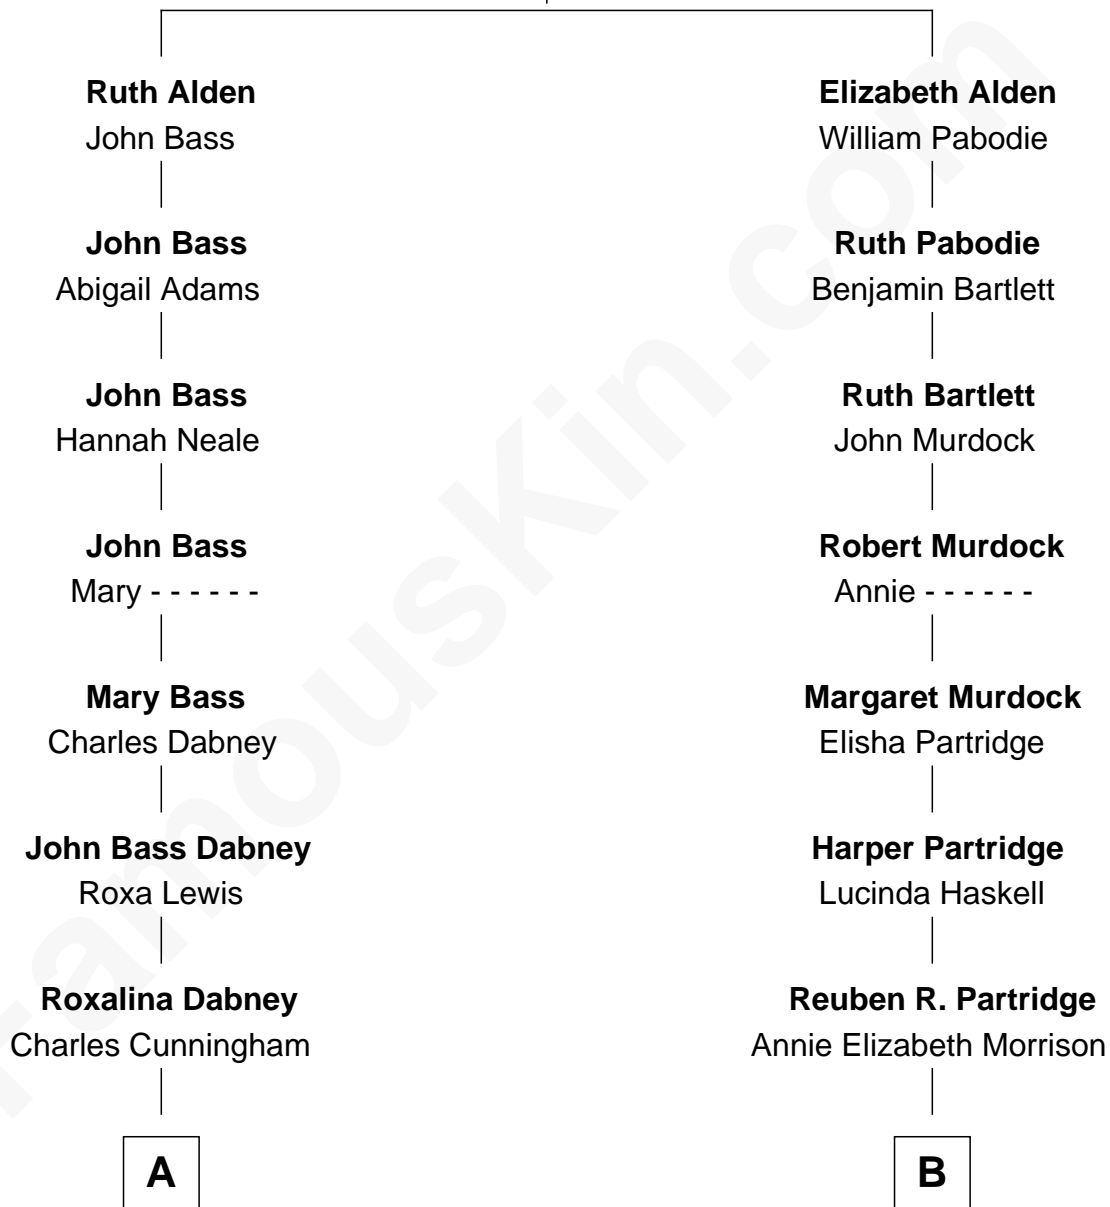 Ruth Alden
John Bass
John Bass
Abigail Adams
John Bass
Hannah Neale
John Bass
Mary - - - - - -
Mary Bass
Charles Dabney
John Bass Dabney
Roxa Lewis
Roxalina Dabney
Charles Cunningham
A
Elizabeth Alden
William Pabodie
Ruth Pabodie
Benjamin Bartlett
Ruth Bartlett
John Murdock
Robert Murdock
Annie - - - - - -
Margaret Murdock
Elisha Partridge
Harper Partridge
Lucinda Haskell
Reuben R. Partridge
Annie Elizabeth Morrison
B
FamousKin.com